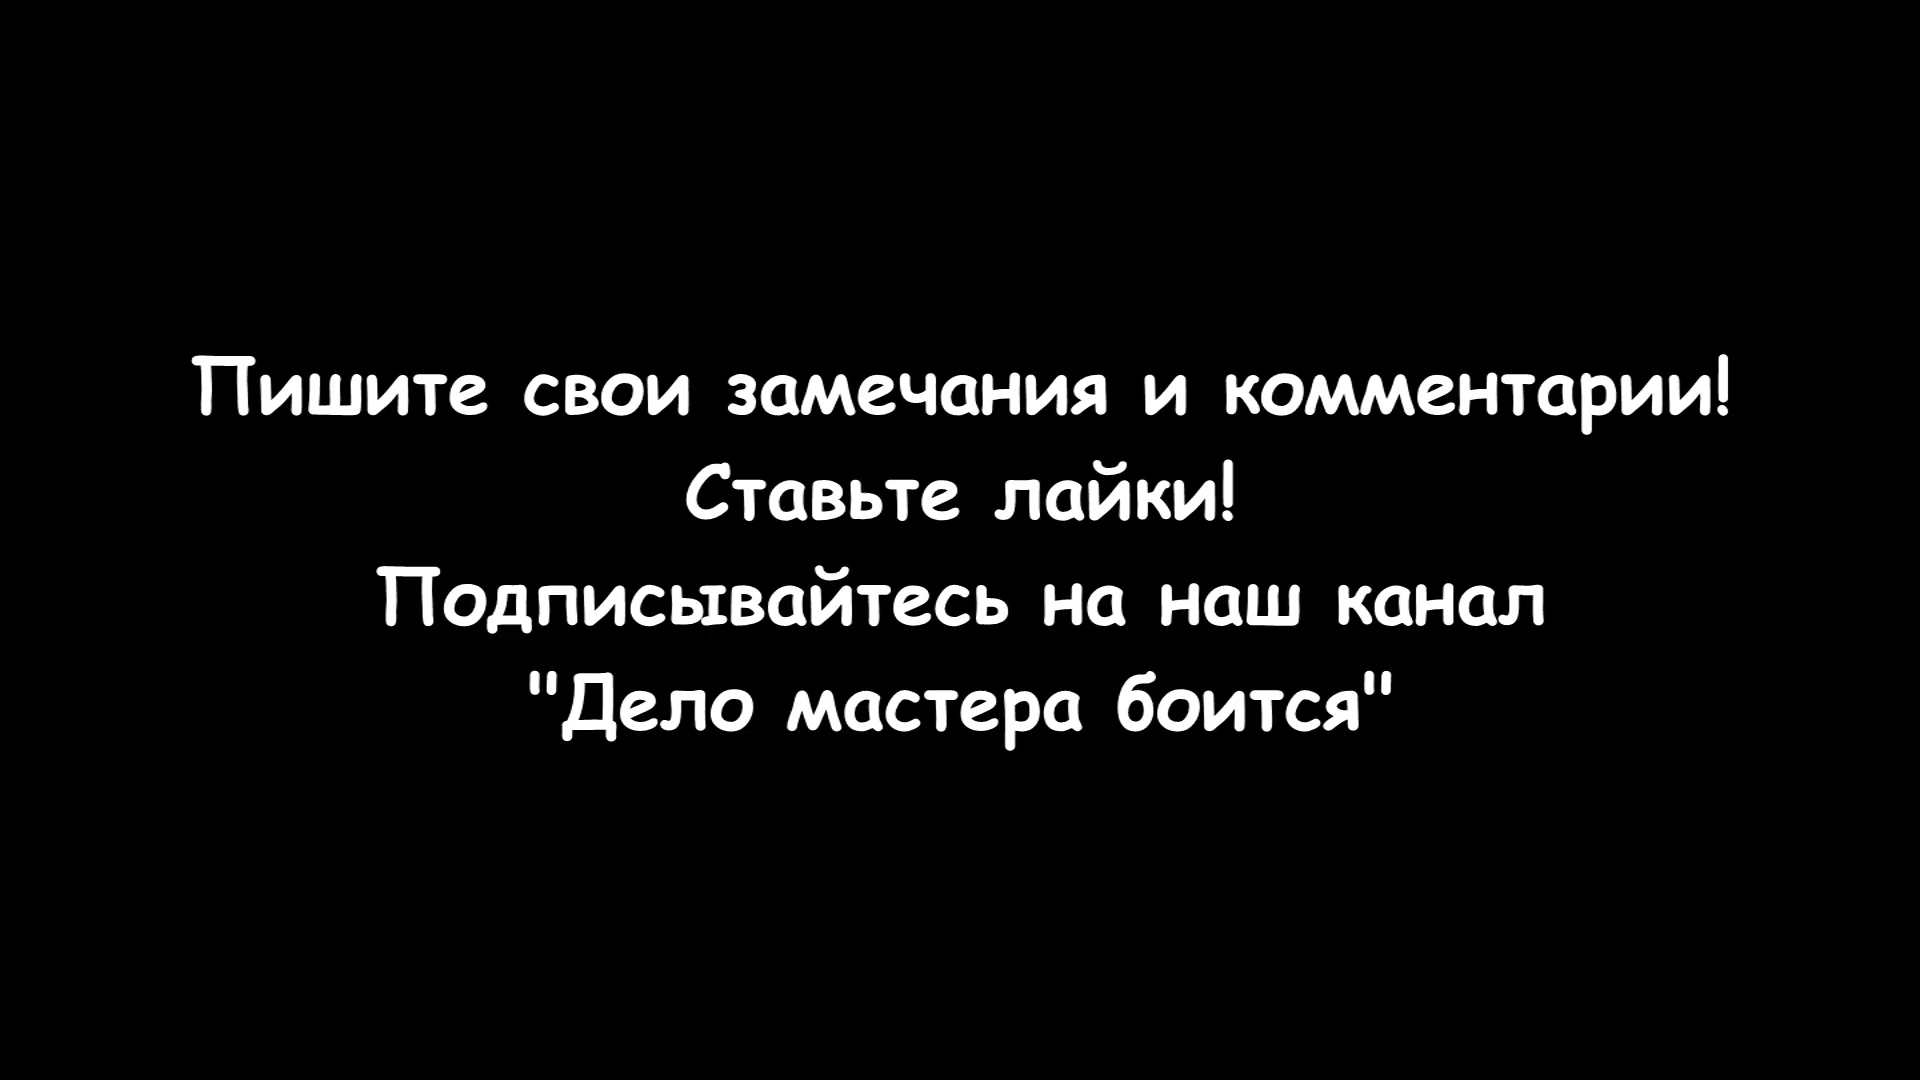 Пишите свои замечания и комментарии!
Ставьте лайки!
Подписывайтесь на наш канал
"Дело мастера боится"